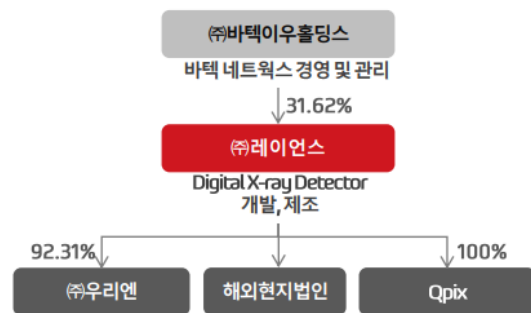 ㈜바텍이우홀딩스
바텍 네트웍스 경영 및 관리
31.62%
㈜레이언스
Digital X-ray Detector
개발, 제조
92.31%
100%
㈜우리엔
해외현지법인
Qpix